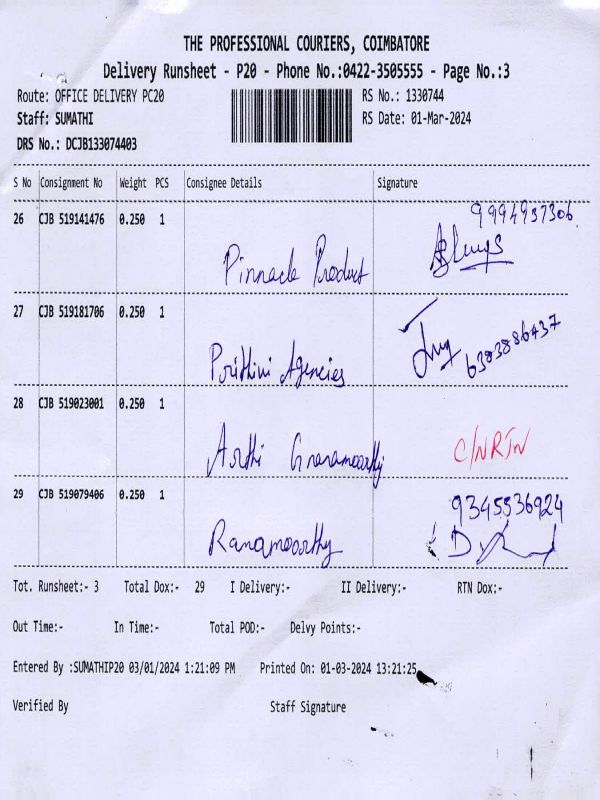 THE PROFESSIONAL COURIERS, COIMBATORE
Delivery Runsheet - P20 - Phone No.:0422-3505555 - Page No.:3
Route: OFFICE DELIVERY PC20 RS No.: 1330744
Staff: SUMATHI RS Date: 01-Mar-2024
DRS No.: DCJB133074403
S No Consignment No Weight PCS Consignee Details Signature
26 CJB 519141476 0.250 1 9994937306
Pinnacle Product
27 CJB 519181706 0.250 1
Prithivi Agencies 6383886437
28 CJB 519023001 0.250 1
Arthi Gnanamoorthy C/NRTN
29 CJB 519079406 0.250 1 9345536924
Ranamoorthy
Tot. Runsheet:- 3 Total Dox:- 29 I Delivery:- II Delivery:- RTN Dox:-
Out Time:- In Time:- Total POD:- Delvy Points:-
Entered By :SUMATHIP20 03/01/2024 1:21:09 PM Printed On: 01-03-2024 13:21:25
Verified By Staff Signature